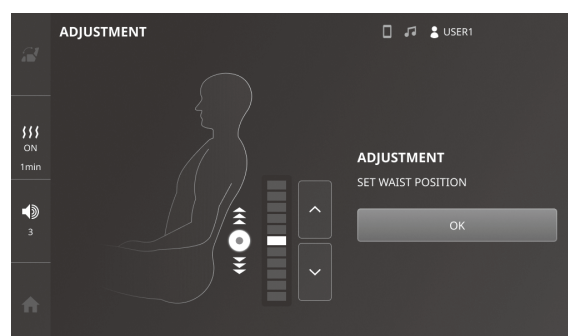 ADJUSTMENT
USER1
ON
1min
3
ADJUSTMENT
SET WAIST POSITION
OK